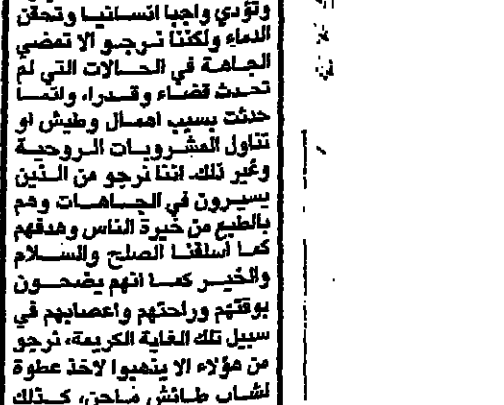 وتؤدي واجبا انسانيا وتحقن
الدماء ولكننا نرجو الا تمضي
الجاهة في الحالات التي لم
تحدث قضاء وقدرا، وانما
حدثت بسبب اهمال وطيش او
تناول المشروبات الروحية
وغير ذلك. اننا نرجو من الذين
يسيرون في الجاهات وهم
بالطبع من خيرة الناس وهدفهم
كما اسلفنا الصلح والسلام
والخير كما انهم يضحون
بوقتهم وراحتهم واعصابهم في
سبيل تلك الغاية الكريمة، نرجو
من هؤلاء الا يذهبوا لاخذ عطوة
لشاب طائش ماجن، كذلك